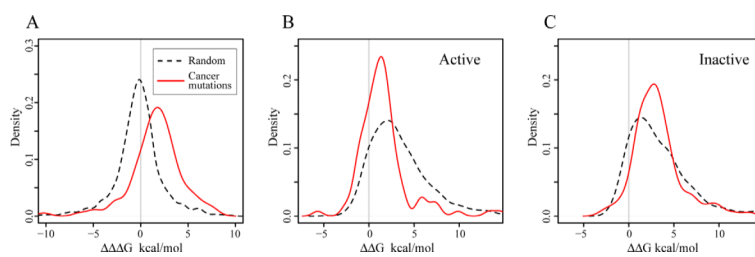 A
Density
0.0
0.1
0.2
0.3
Random
Cancer
mutations
−10
−5
0
5
10
ΔΔΔG kcal/mol
B
Active
Density
0.0
0.1
0.2
−5
0
5
10
ΔΔG kcal/mol
C
Inactive
Density
0.0
0.1
0.2
−5
0
5
10
ΔΔG kcal/mol